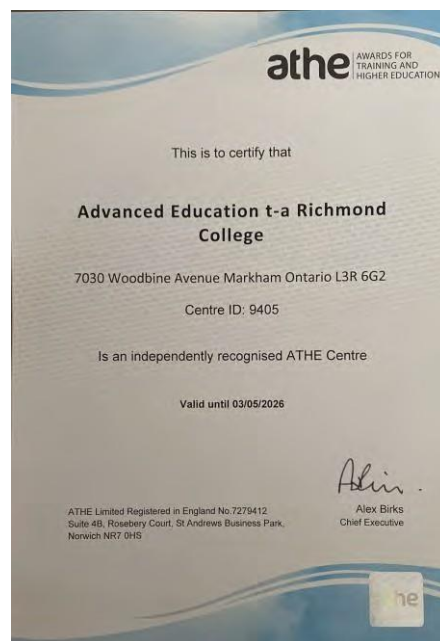 athe AWARDS FOR
TRAINING AND
HIGHER EDUCATION
This is to certify that
Advanced Education t-a Richmond
College
7030 Woodbine Avenue Markham Ontario L3R 6G2
Centre ID: 9405
Is an independently recognised ATHE Centre
Valid until 03/05/2026
Alex Birks
Chief Executive
ATHE Limited Registered in England No.7279412
Suite 4B, Rosebery Court, St Andrews Business Park,
Norwich NR7 0HS